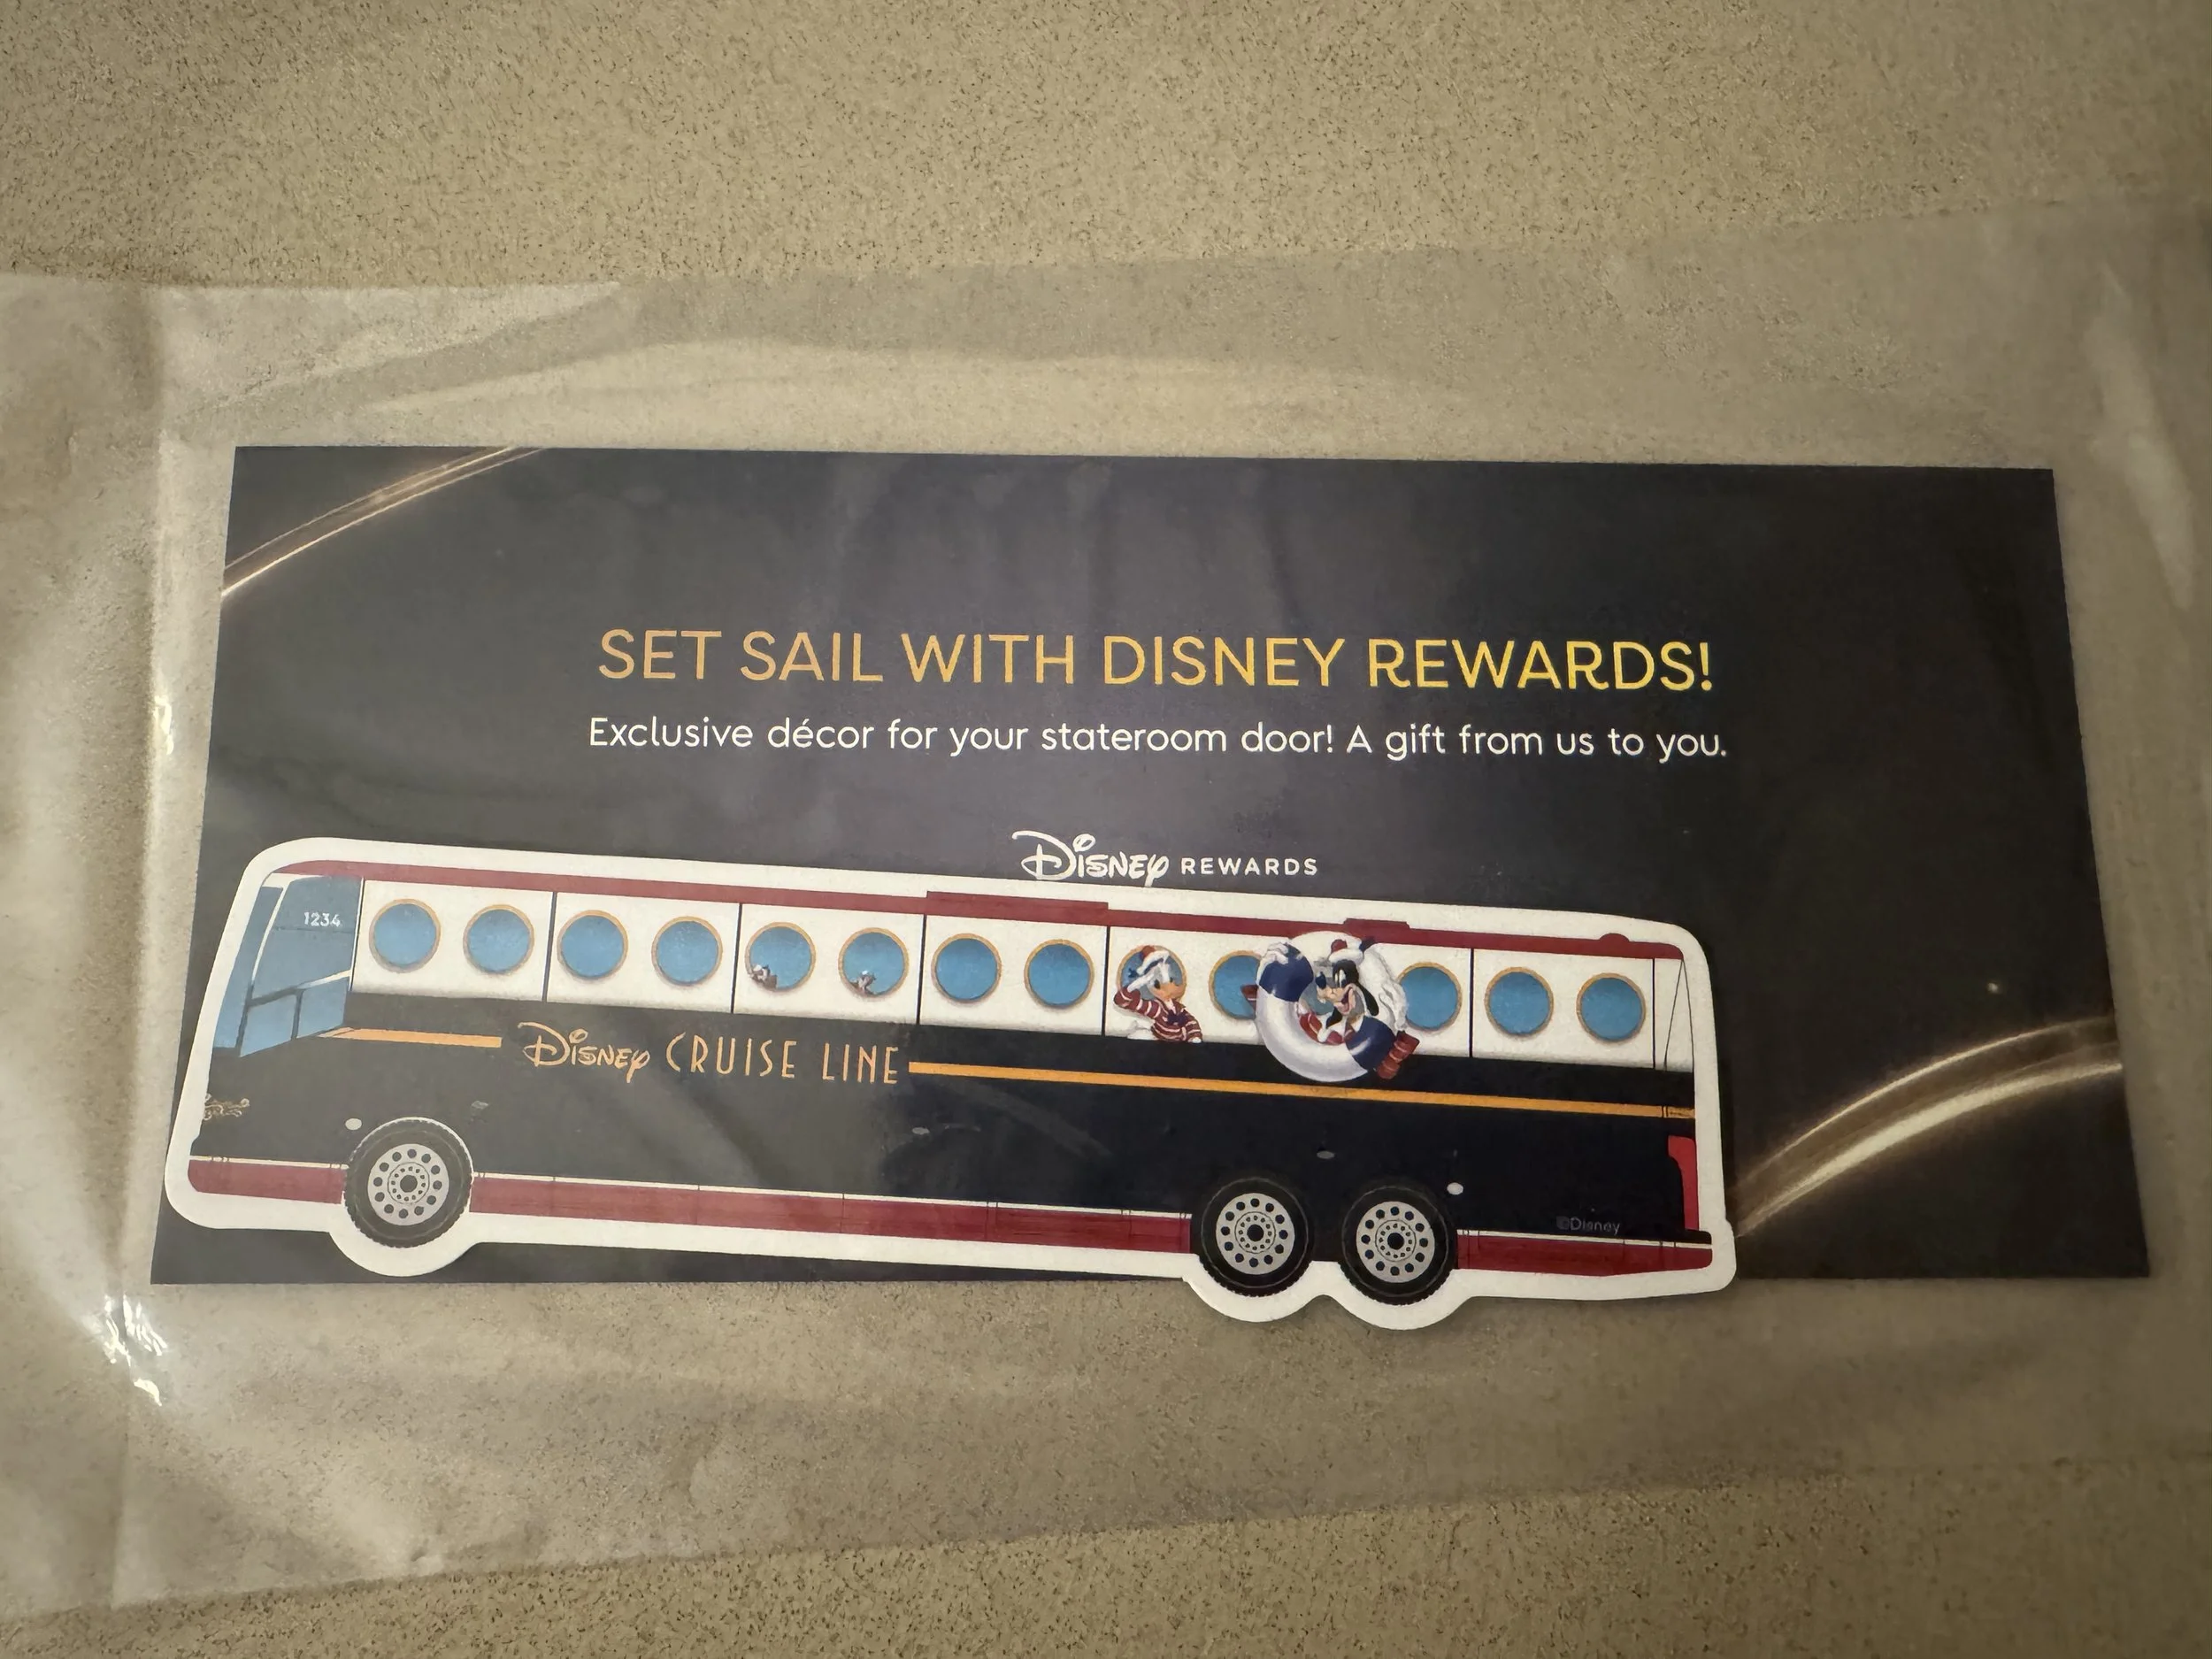 SET SAIL WITH DISNEY REWARDS!
Exclusive décor for your stateroom door! A gift from us to you.
Disney REWARDS
1234
Disney CRUISE LINE
©Disney